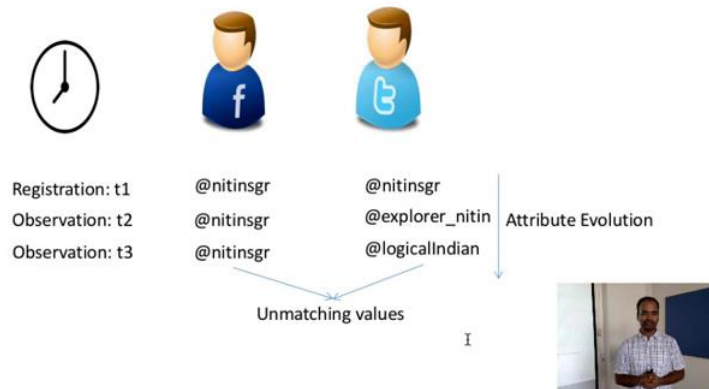 f
t
Registration: t1 @nitinsgr @nitinsgr
Observation: t2 @nitinsgr @explorer_nitin Attribute Evolution
Observation: t3 @nitinsgr @logicalIndian
Unmatching values